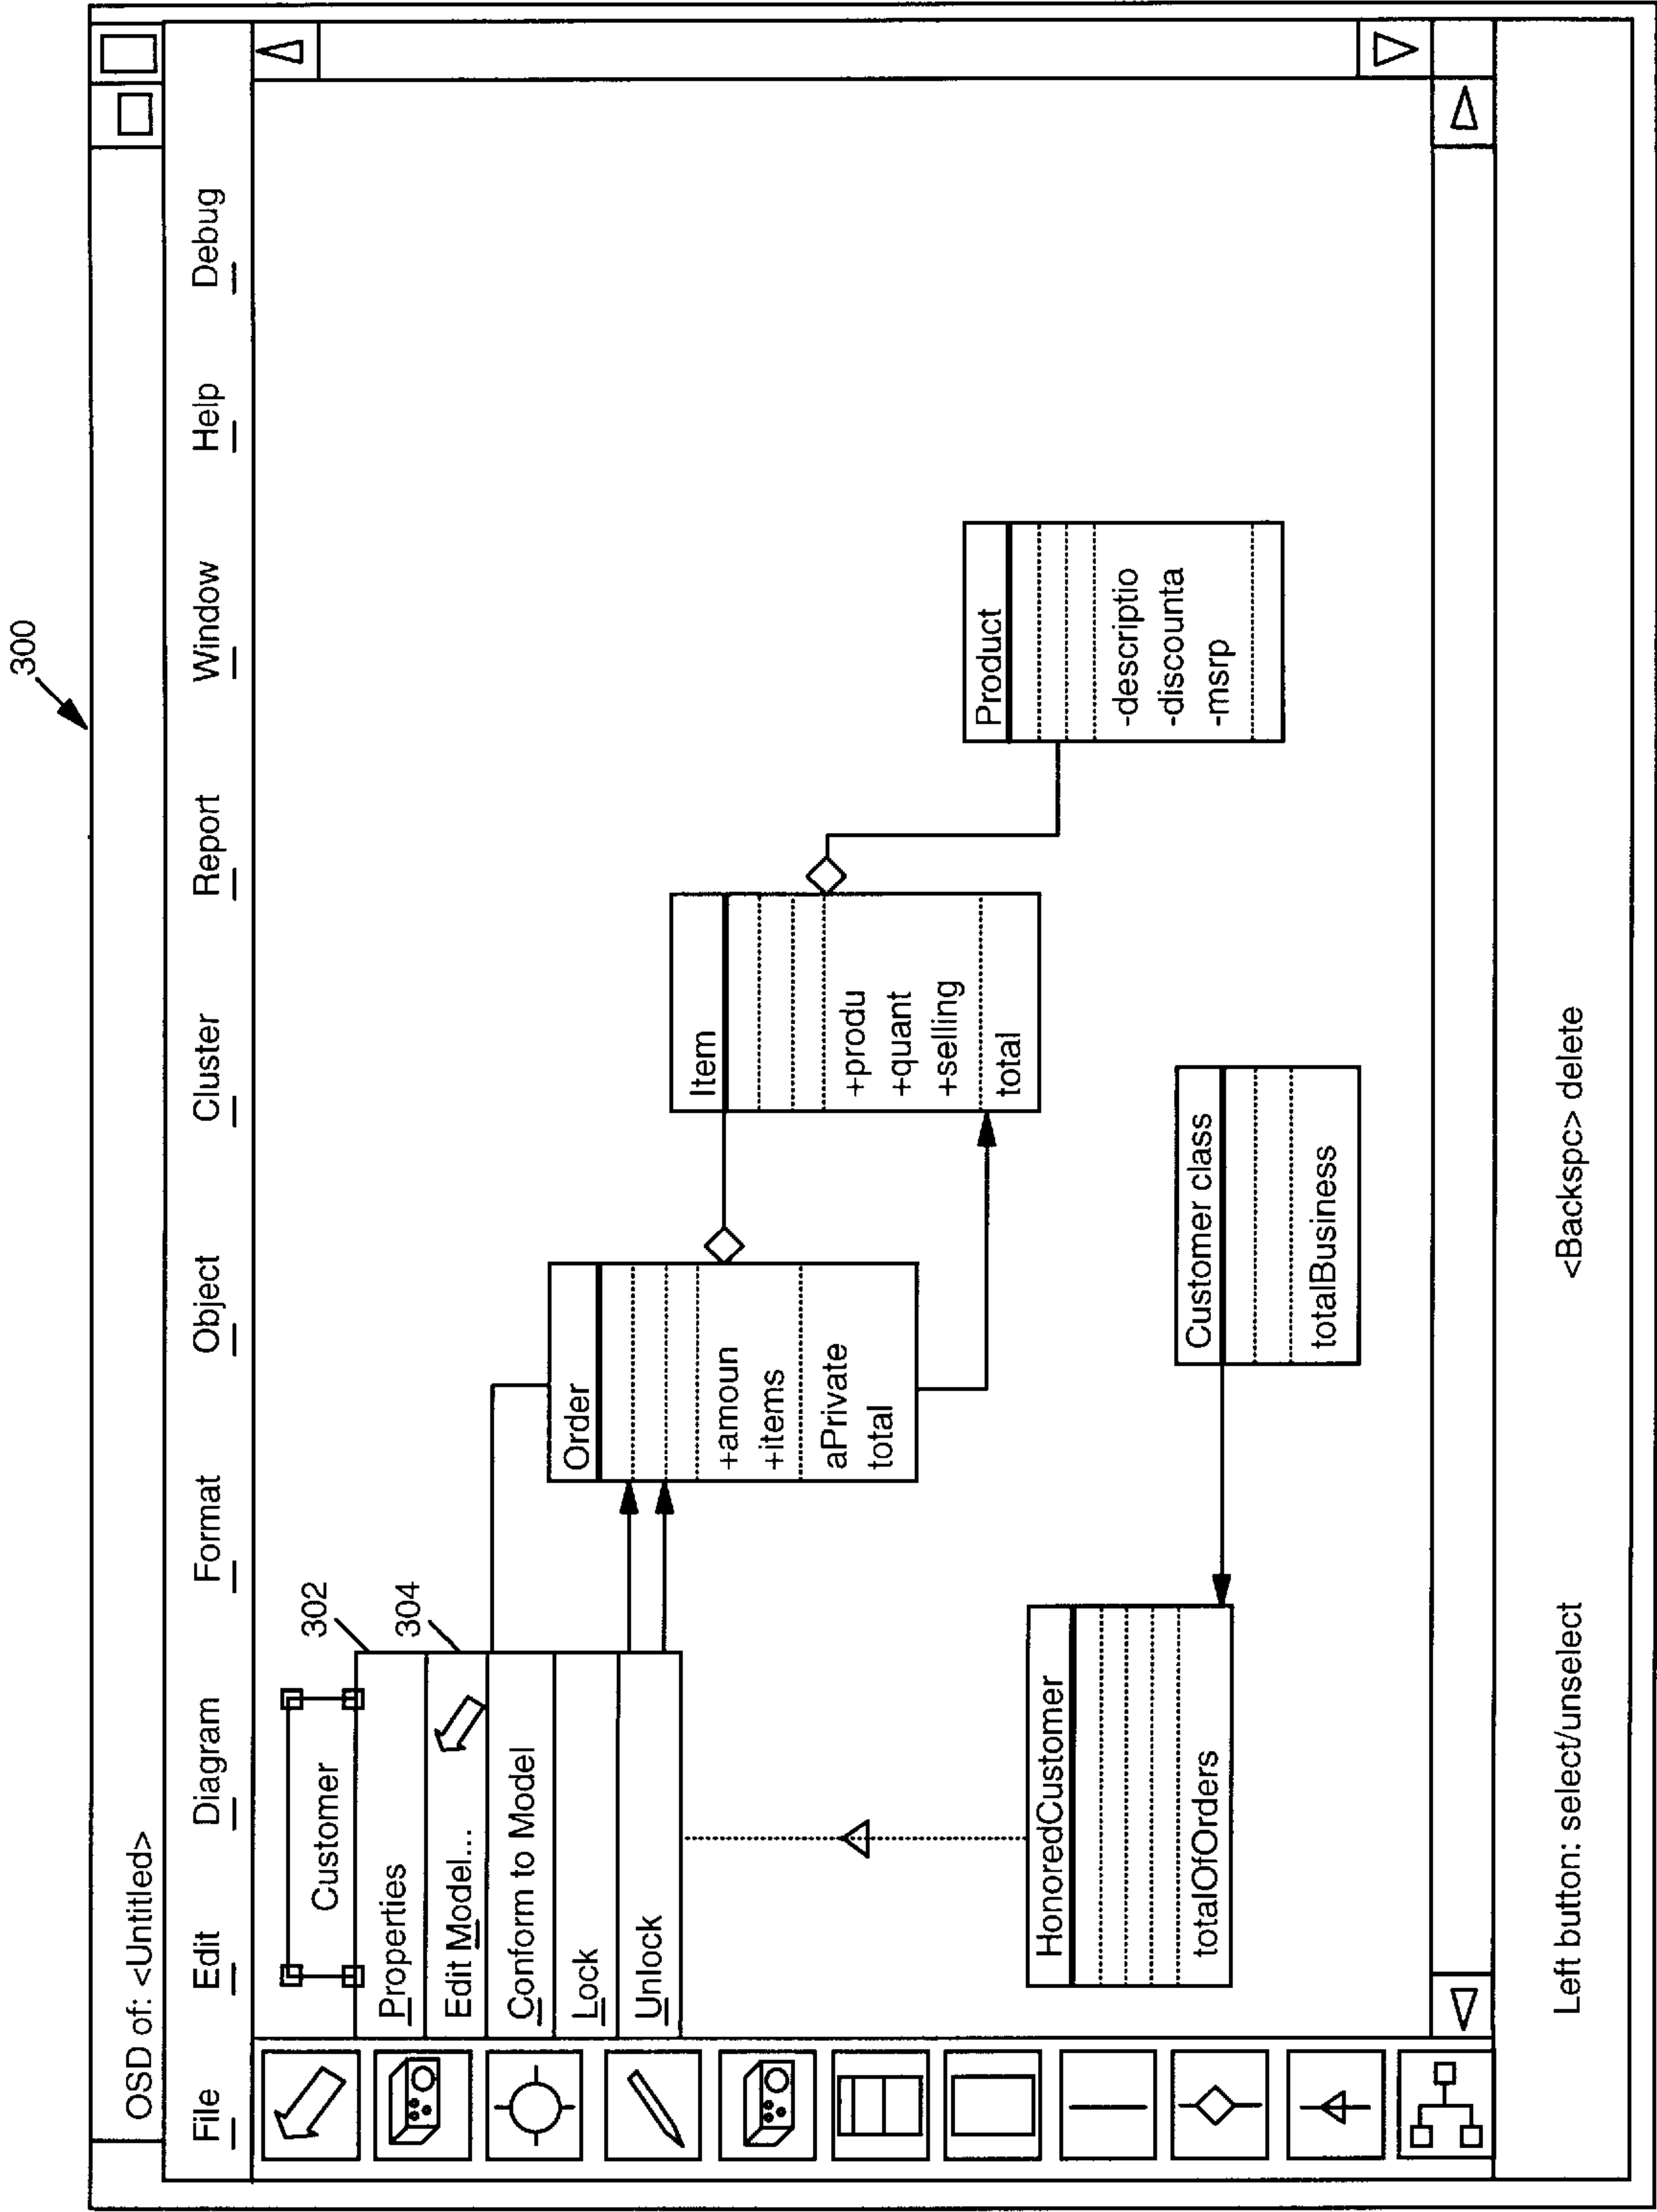 300
OSD of: <Untitled>
File Edit Diagram Format Object Cluster Report Window Help Debug
Customer
302
Properties
304
Edit Model...
Conform to Model
Lock
Unlock
Order
+amoun
+items
aPrivate
total
Item
+produ
+quant
+selling
total
Product
-descriptio
-discounta
-msrp
HonoredCustomer
totalOfOrders
Customer class
totalBusiness
Left button: select/unselect <Backspc> delete